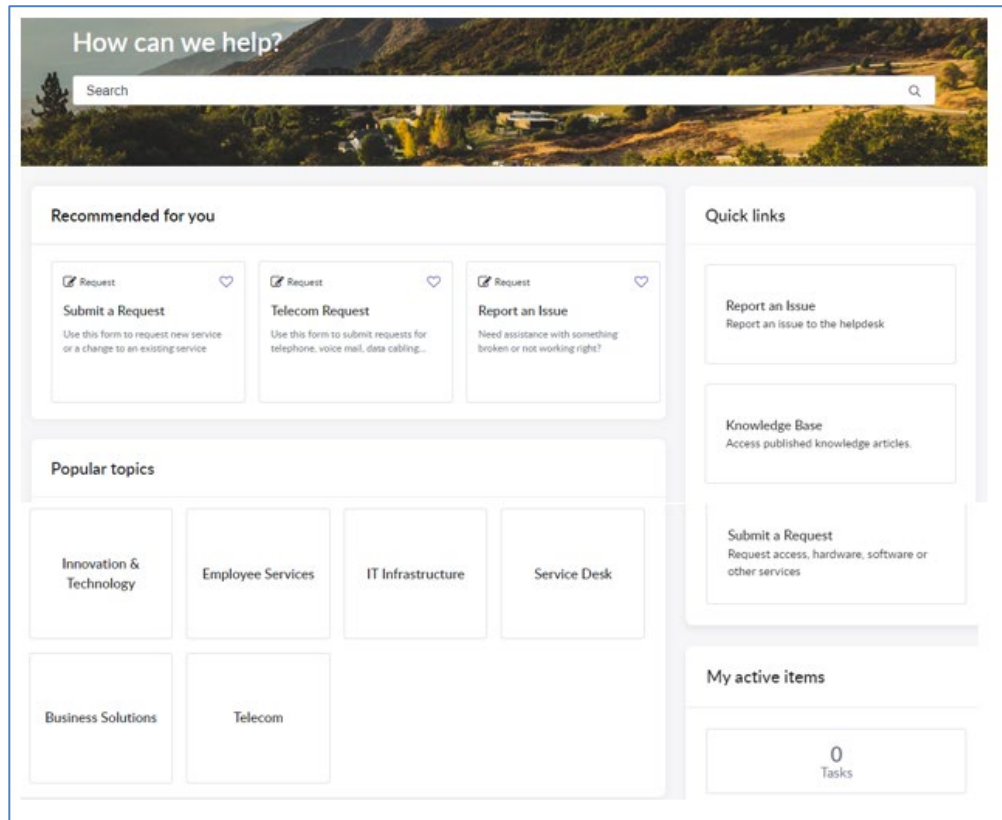 How can we help?
Search
Recommended for you
Request
Submit a Request
Use this form to request new service
or a change to an existing service
Request
Telecom Request
Use this form to submit requests for
telephone, voice mail, data cabling...
Request
Report an Issue
Need assistance with something
broken or not working right?
Popular topics
Innovation &
Technology
Employee Services
IT Infrastructure
Service Desk
Business Solutions
Telecom
Quick links
Report an Issue
Report an issue to the helpdesk
Knowledge Base
Access published knowledge articles.
Submit a Request
Request access, hardware, software or
other services
My active items
0
Tasks